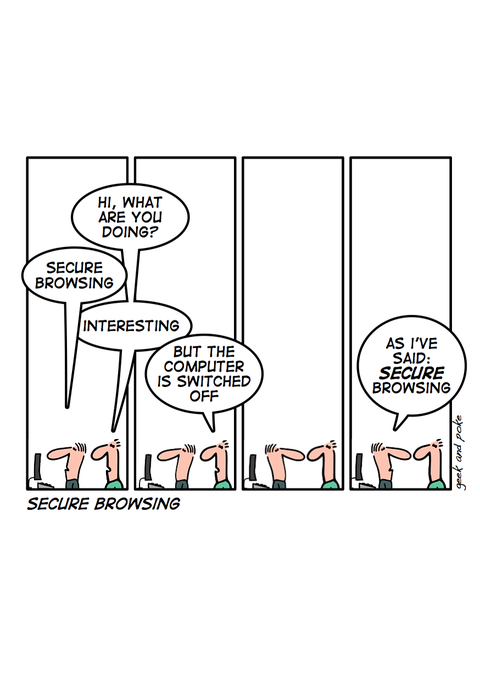 HI, WHAT
ARE YOU
DOING?
SECURE
BROWSING
INTERESTING
BUT THE
COMPUTER
IS SWITCHED
OFF
AS I'VE
SAID:
SECURE
BROWSING
geek and poke
SECURE BROWSING